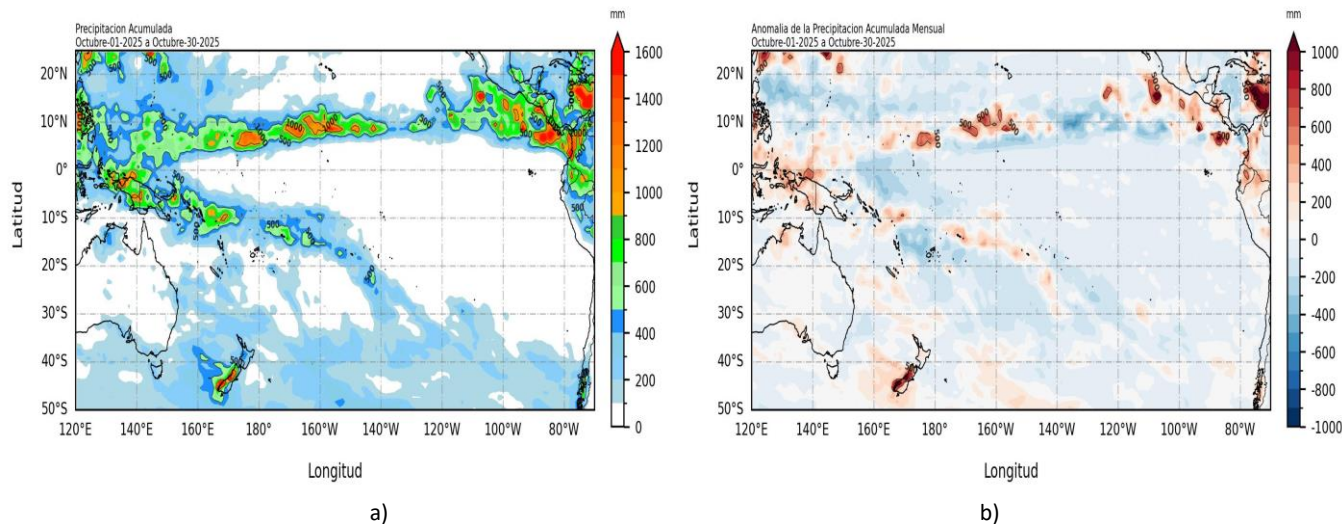 Precipitacion Acumulada
Octubre-01-2025 a Octubre-30-2025
mm
20°N
10°N
0°
10°S
20°S
30°S
40°S
50°S
Latitud
120°E 140°E 160°E 180° 160°W 140°W 120°W 100°W 80°W
Longitud
1600
1400
1200
1000
800
600
400
200
0
500
500
500
a)
Anomalia de la Precipitacion Acumulada Mensual
Octubre-01-2025 a Octubre-30-2025
mm
20°N
10°N
0°
10°S
20°S
30°S
40°S
50°S
Latitud
120°E 140°E 160°E 180° 160°W 140°W 120°W 100°W 80°W
Longitud
1000
800
600
400
200
0
-200
-400
-600
-800
-1000
b)